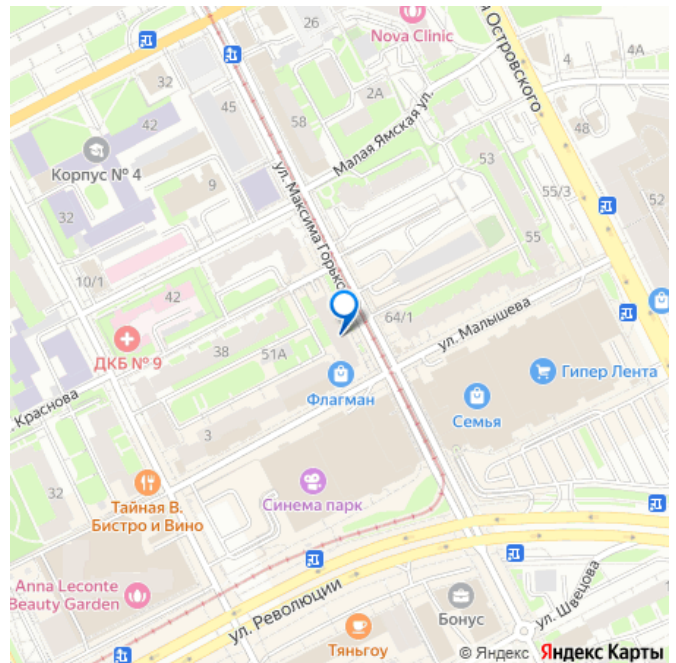 26
Nova Clinic
4
4А
я Островского
32
42
45
58
2А
48
Малая Ямская ул.
Корпус № 4
53
9
ул. Максима Горьког
55/3
52
32
55
10/1
42
64/1
ул. Малышева
ДКБ № 9
38
51А
Гипер Лента
Флагман
Краснова
Семья
3
32
Тайная В.
Бистро и Вино
Синема парк
Anna Leconte
Beauty Garden
ул. Революции
Бонус
ул. Швецова
1
Тяньгоу
© Яндекс Яндекс Карты